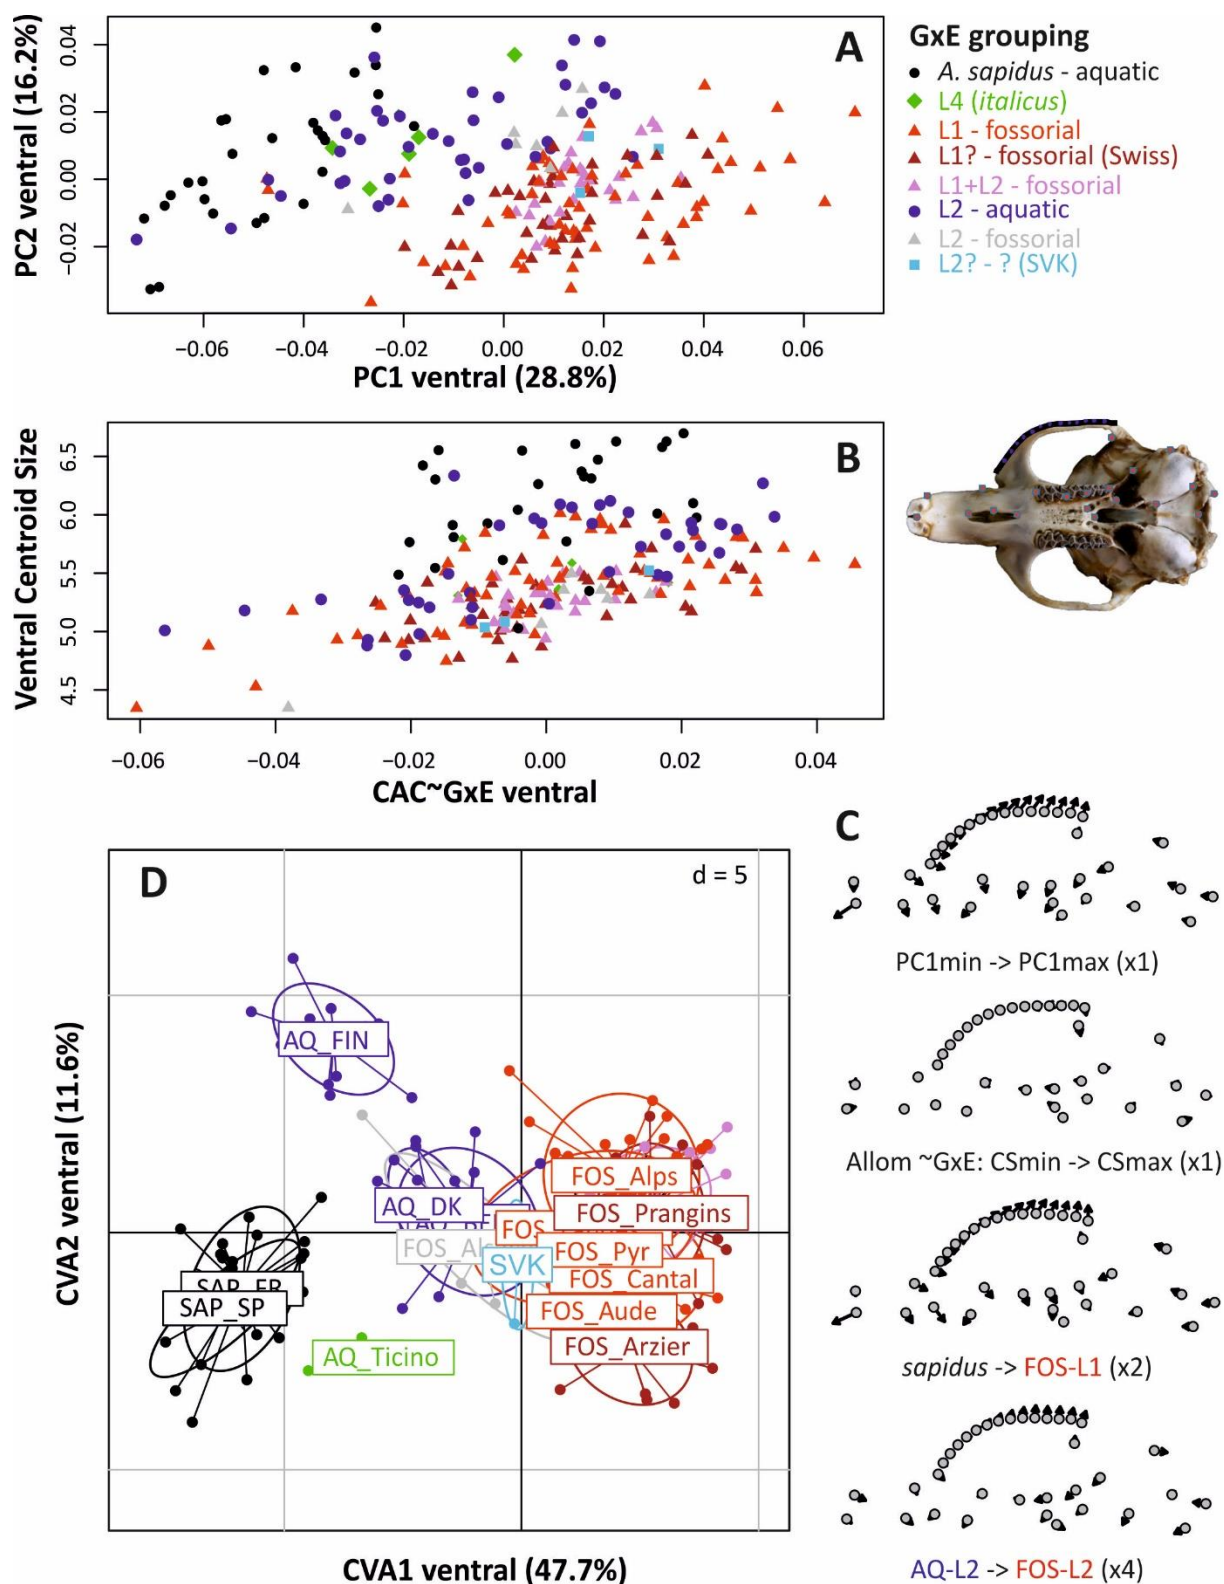 A
PC2 ventral (16.2%)
0.04
0.02
0.00
−0.02
−0.06
−0.04
−0.02
0.00
0.02
0.04
0.06
PC1 ventral (28.8%)
GxE grouping
A. sapidus - aquatic
L4 (italicus)
L1 - fossorial
L1? - fossorial (Swiss)
L1+L2 - fossorial
L2 - aquatic
L2 - fossorial
L2? - ? (SVK)
B
Ventral Centroid Size
6.5
6.0
5.5
5.0
4.5
−0.06
−0.04
−0.02
0.00
0.02
0.04
CAC~GxE ventral
C
PC1min -> PC1max (x1)
Allom ~GxE: CSmin -> CSmax (x1)
sapidus -> FOS-L1 (x2)
AQ-L2 -> FOS-L2 (x4)
D
d = 5
CVA2 ventral (11.6%)
AQ_FIN
FOS_Alps
AQ_DK
FOS_Prangins
FOS
FOS_Als
FOS_Pyr
SVK
FOS_Cantal
SAP_FR
SAP_SP
FOS_Aude
FOS_Arzier
AQ_Ticino
CVA1 ventral (47.7%)